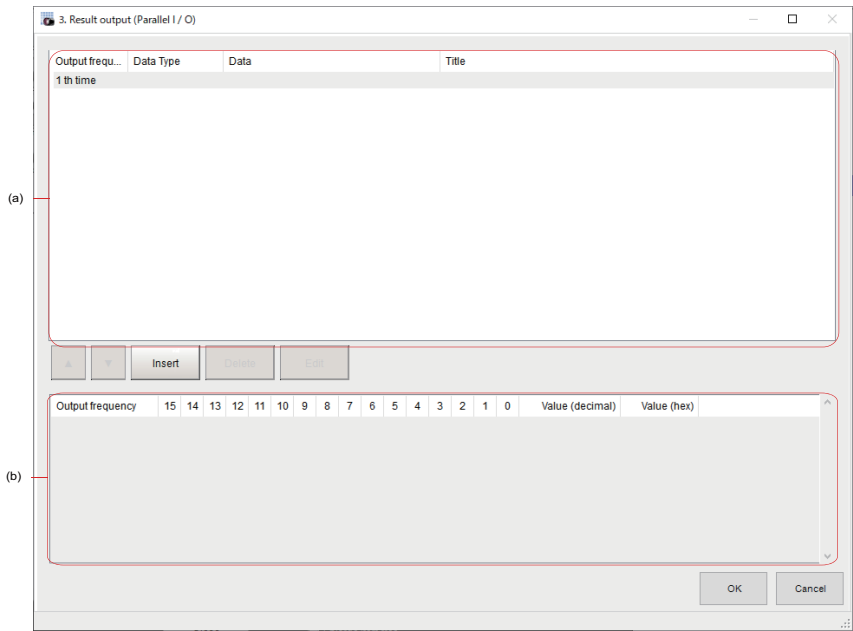 3. Result output (Parallel I / O)
Output frequ... Data Type Data Title
1 th time
(a)
▲ ▼ Insert Delete Edit
Output frequency 15 14 13 12 11 10 9 8 7 6 5 4 3 2 1 0 Value (decimal) Value (hex)
(b)
OK Cancel